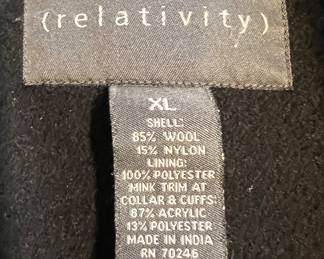 (relativity)
XL
SHELL:
85% WOOL
15% NYLON
LINING:
100% POLYESTER
MINK TRIM AT
COLLAR & CUFFS:
87% ACRYLIC
13% POLYESTER
MADE IN INDIA
RN 70246